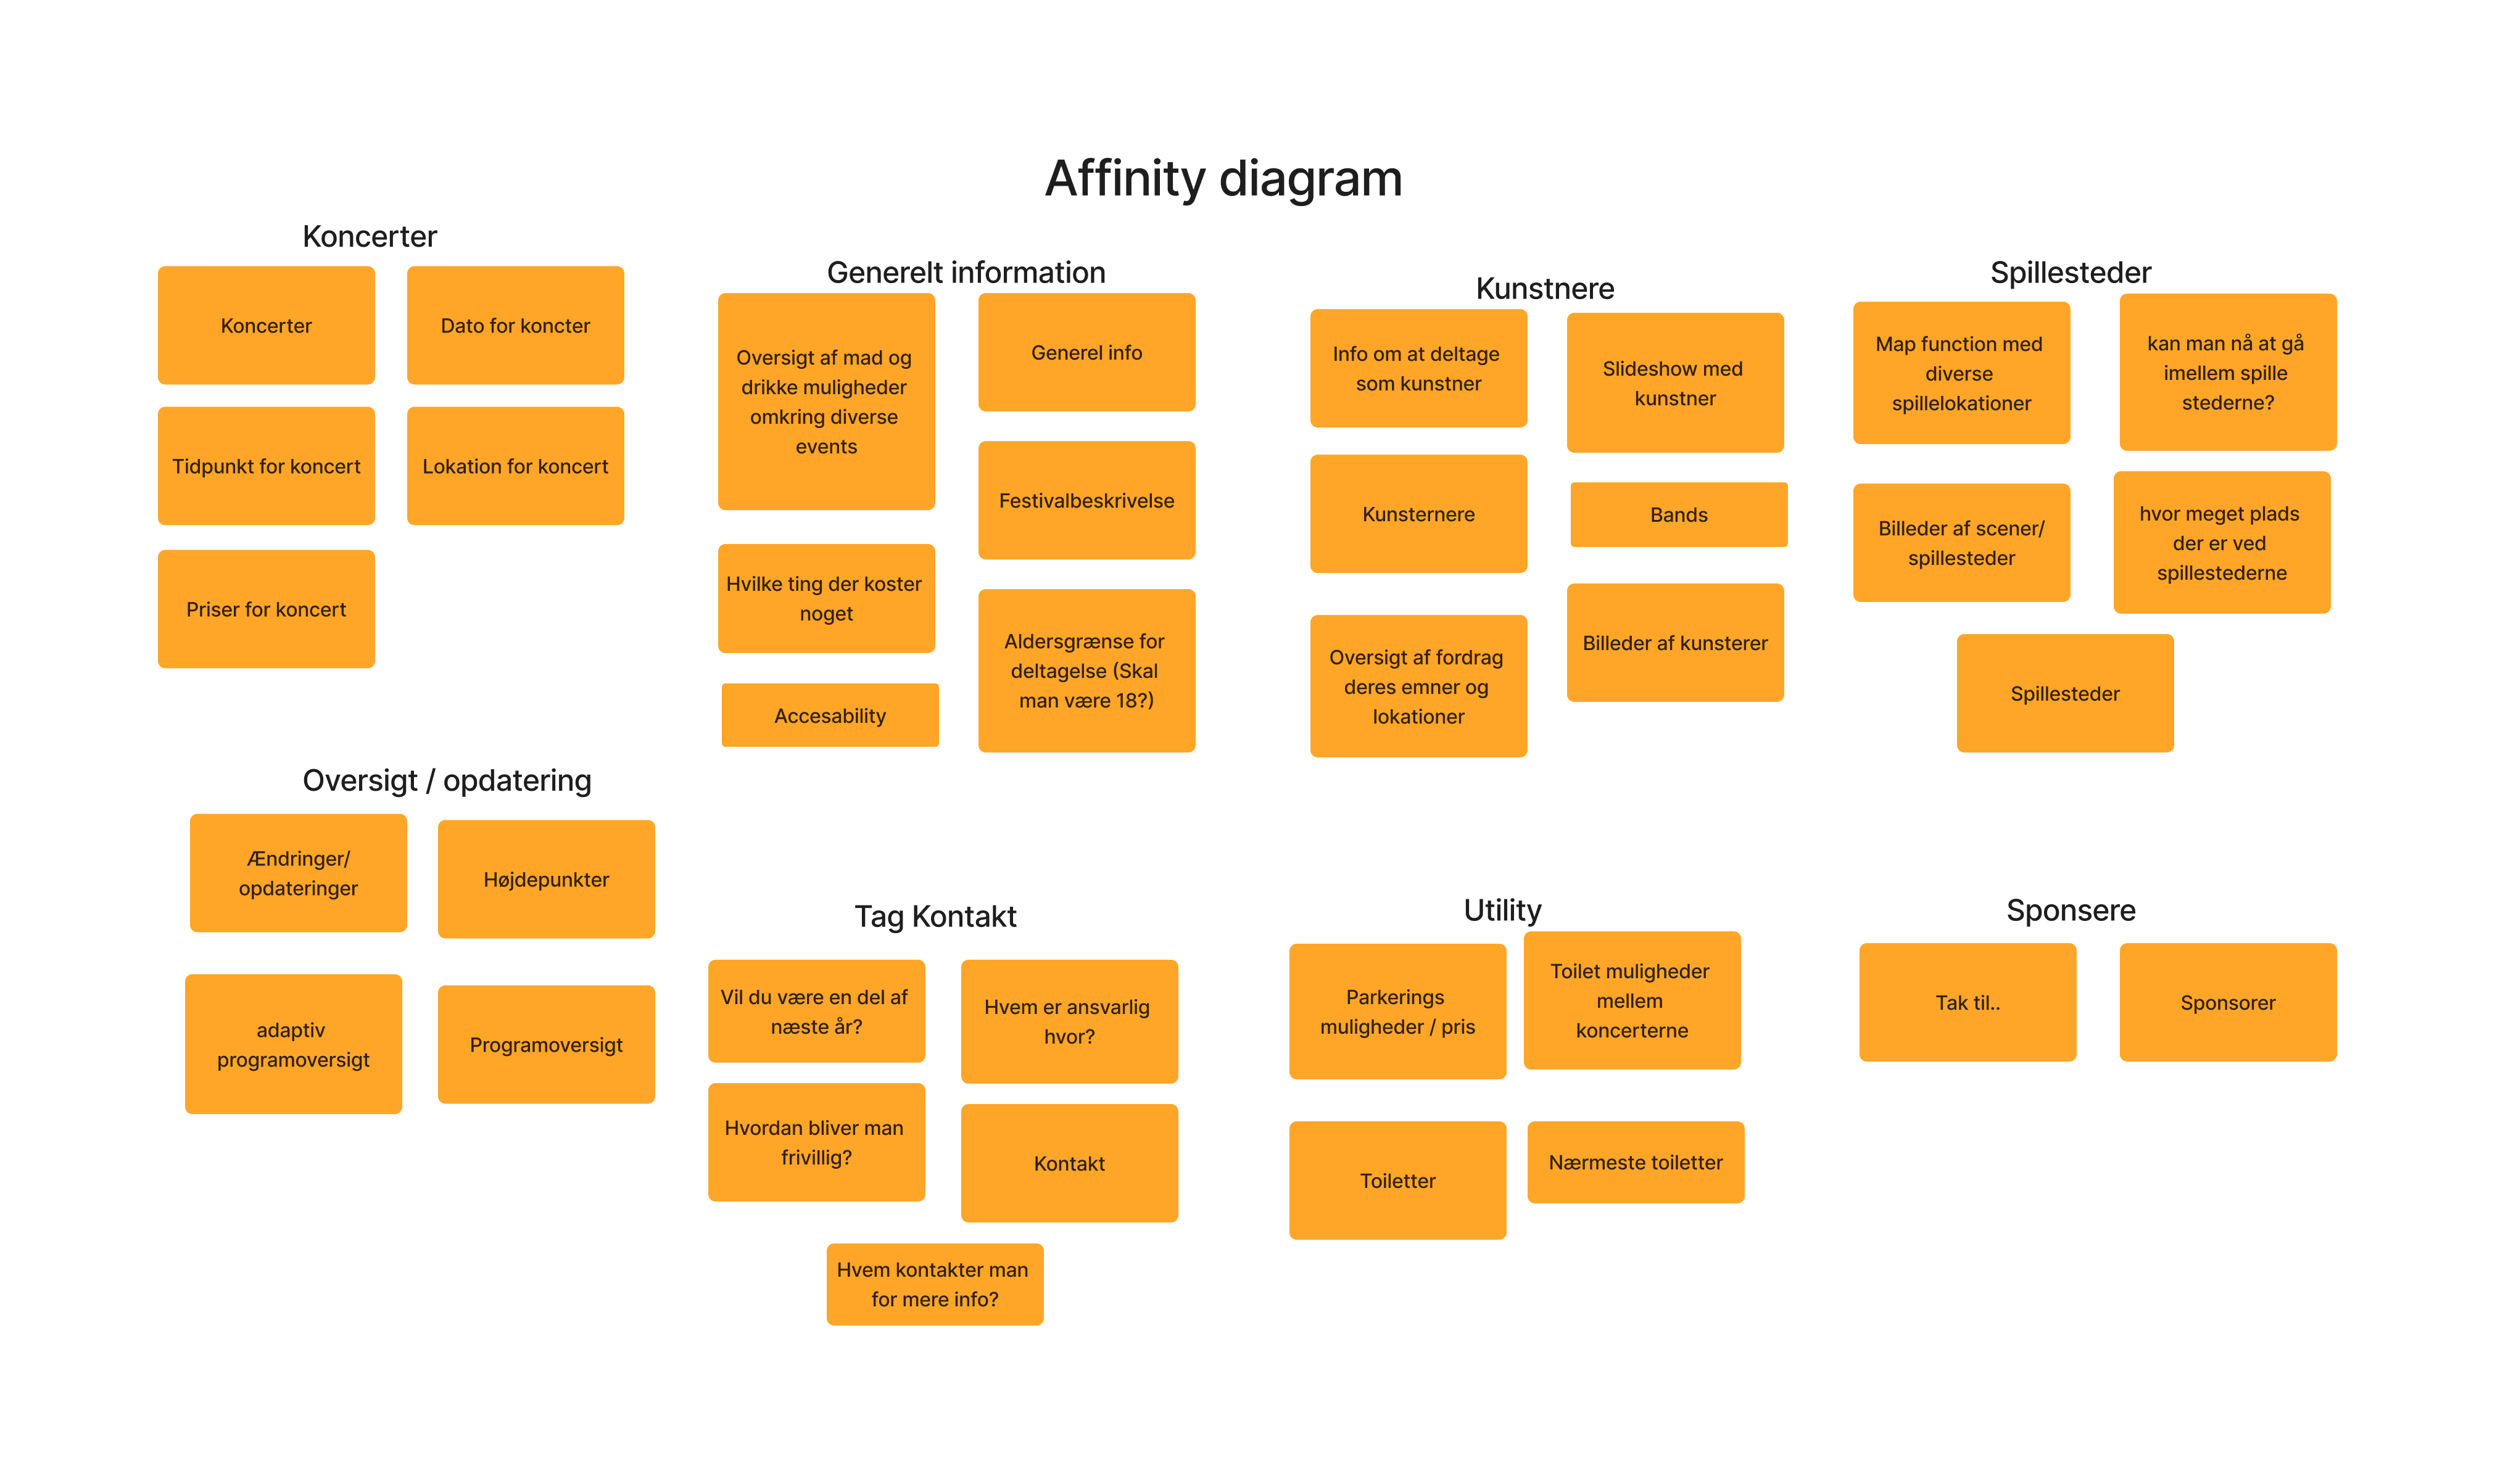 Affinity diagram
Koncerter
Koncerter
Dato for koncter
Tidpunkt for koncert
Lokation for koncert
Priser for koncert
Generelt information
Oversigt af mad og
drikke muligheder
omkring diverse
events
Generel info
Festivalbeskrivelse
Hvilke ting der koster
noget
Aldersgrænse for
deltagelse (Skal
man være 18?)
Accesability
Kunstnere
Info om at deltage
som kunstner
Slideshow med
kunstner
Kunsternere
Bands
Oversigt af fordrag
deres emner og
lokationer
Billeder af kunsterer
Spillesteder
Map function med
diverse
spillelokationer
kan man nå at gå
imellem spille
stederne?
Billeder af scener/
spillesteder
hvor meget plads
der er ved
spillestederne
Spillesteder
Oversigt / opdatering
Ændringer/
opdateringer
Højdepunkter
adaptiv
programoversigt
Programoversigt
Tag Kontakt
Vil du være en del af
næste år?
Hvem er ansvarlig
hvor?
Hvordan bliver man
frivillig?
Kontakt
Hvem kontakter man
for mere info?
Utility
Parkerings
muligheder / pris
Toilet muligheder
mellem
koncerterne
Toiletter
Nærmeste toiletter
Sponsere
Tak til..
Sponsorer